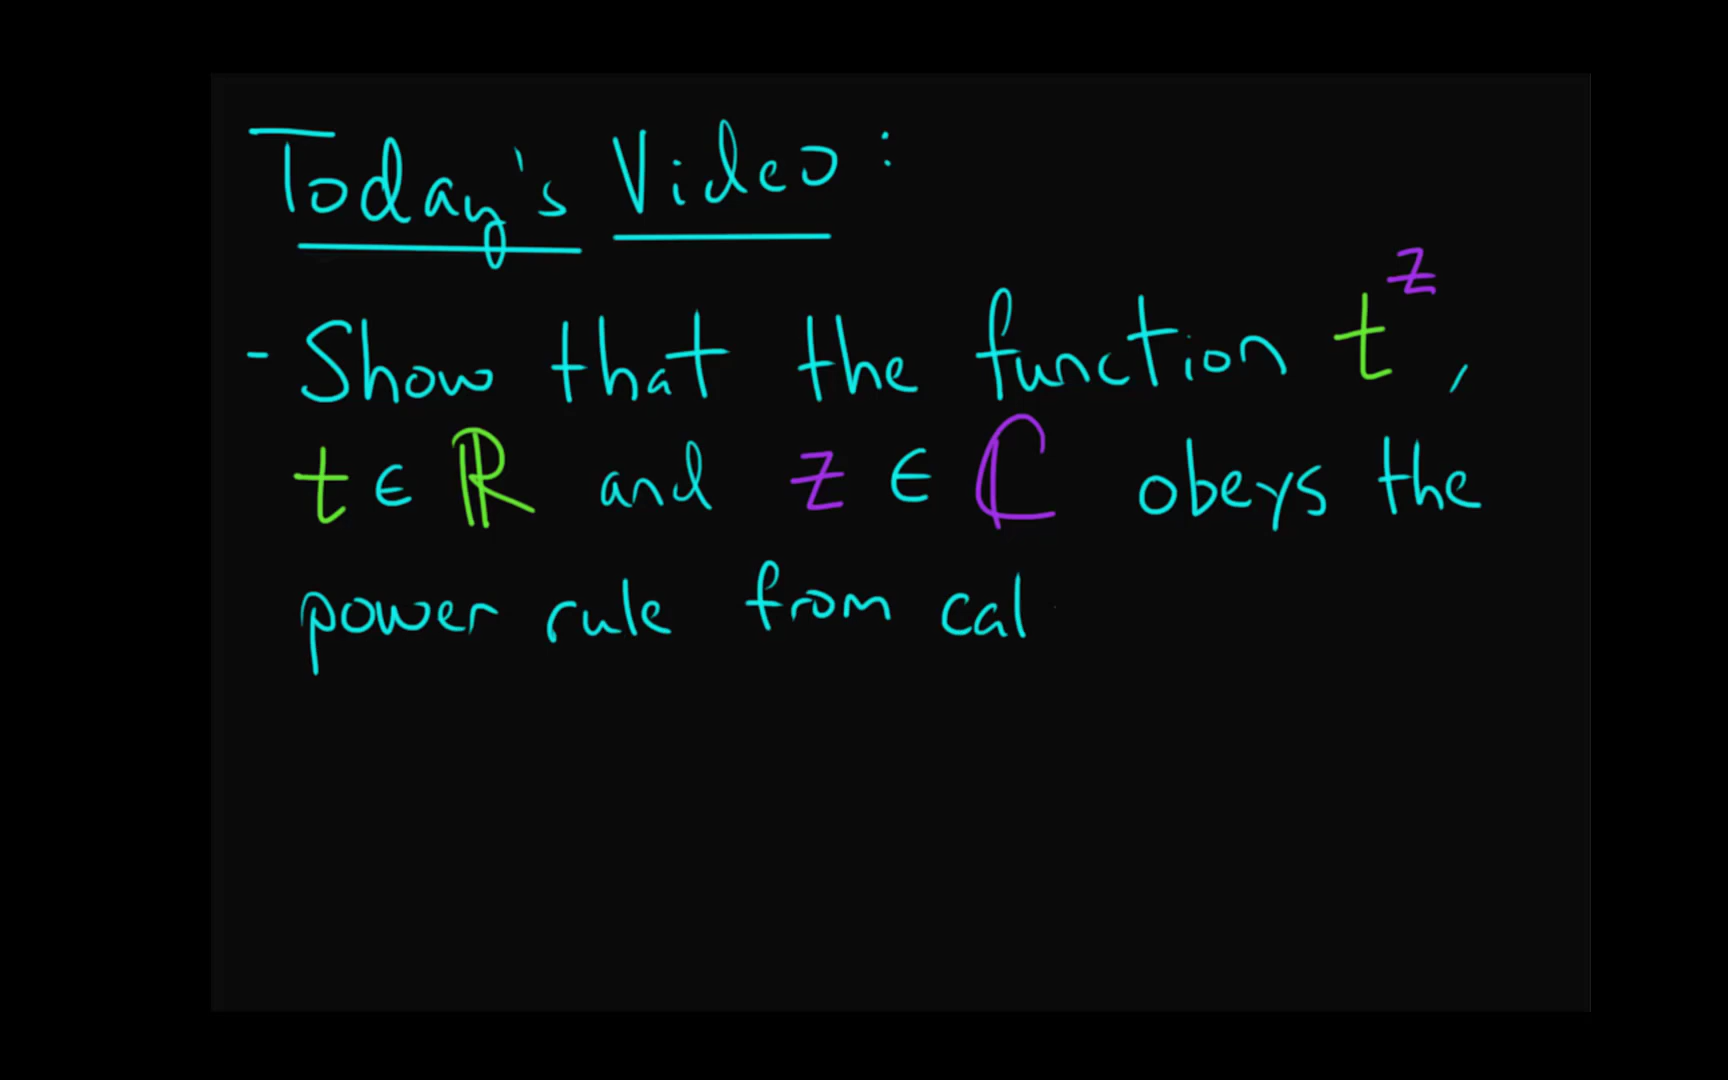 Today's Video:
- Show that the function t^z,
t ∈ ℝ and z ∈ ℂ obeys the
power rule from cal